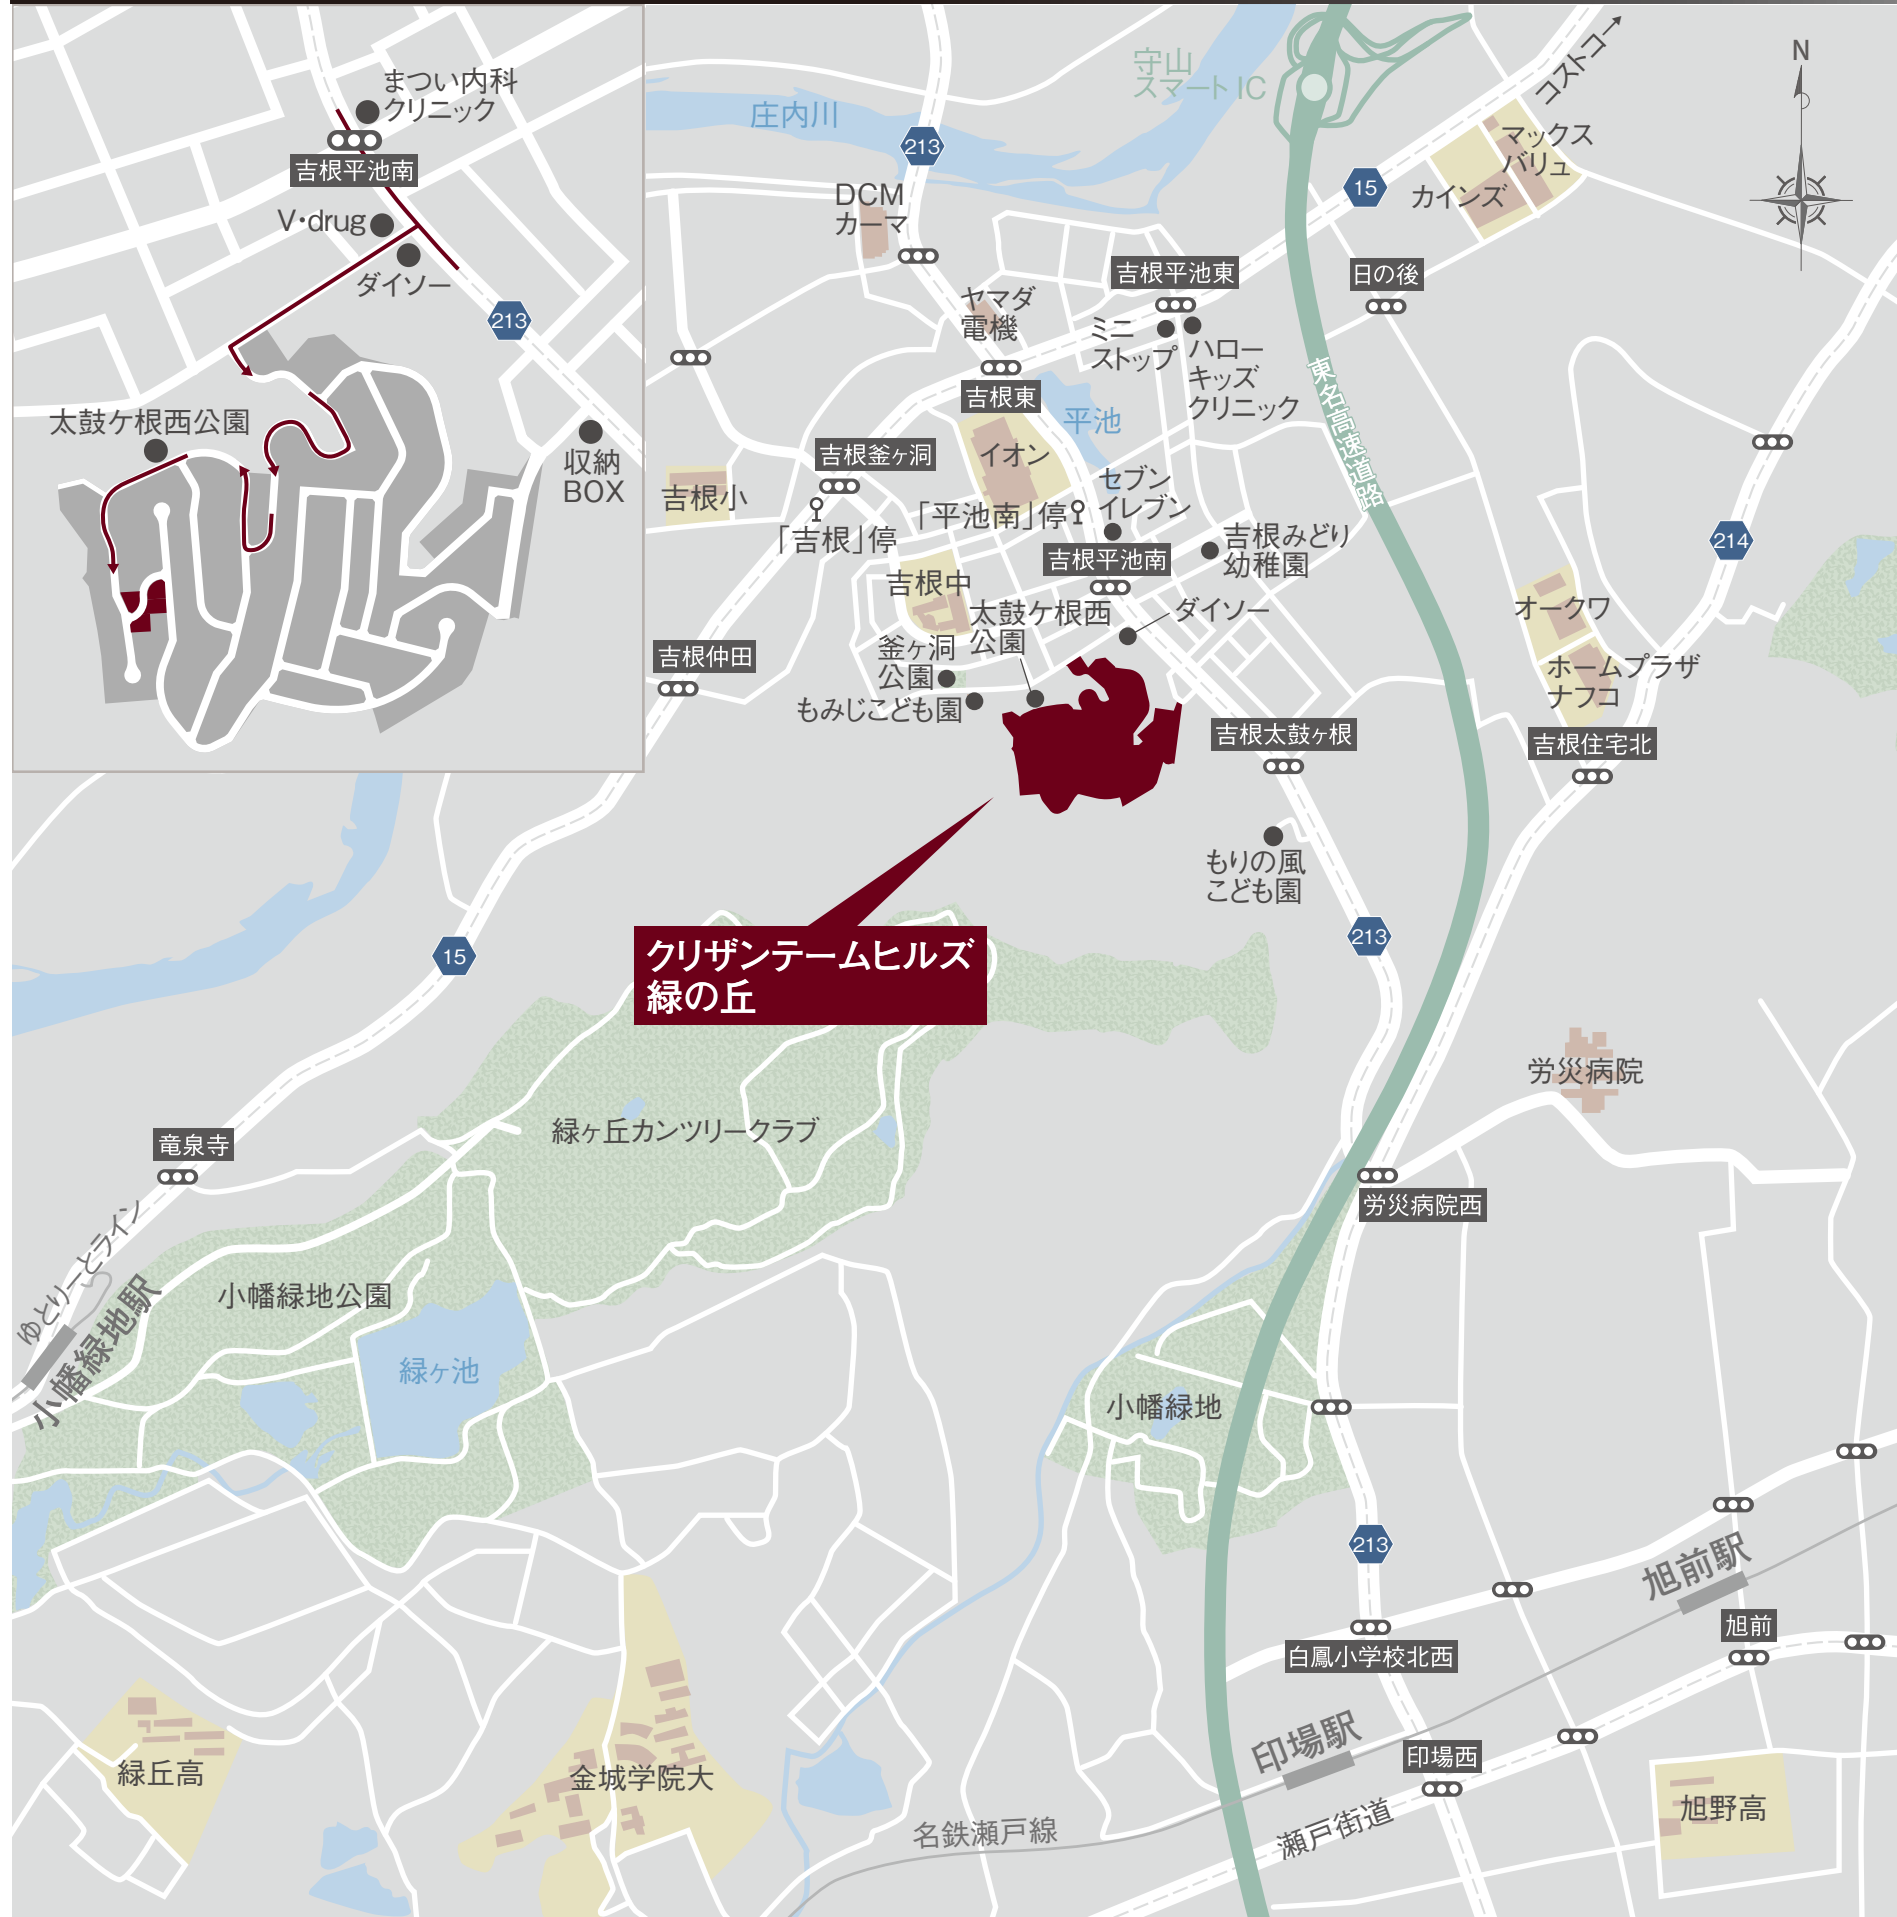 まつい内科
クリニック
吉根平池南
V・drug
ダイソー
213
太鼓ケ根西公園
収納
BOX
守山
スマートIC
コストコ→
N
庄内川
213
15
マックス
バリュ
カインズ
DCM
カーマ
吉根平池東
日の後
ヤマダ
電機
ミニ
ストップ
ハロー
キッズ
クリニック
東名高速道路
吉根東
平池
吉根釜ヶ洞
イオン
セブン
イレブン
吉根小
「平池南」停
「吉根」停
吉根みどり
幼稚園
214
吉根平池南
吉根中
太鼓ケ根西
公園
ダイソー
オークワ
釜ヶ洞
公園
吉根仲田
ホームプラザ
ナフコ
もみじこども園
吉根太鼓ヶ根
吉根住宅北
もりの風
こども園
15
213
クリザンテームヒルズ
緑の丘
労災病院
緑ヶ丘カンツリークラブ
竜泉寺
労災病院西
ゆとりーとライン
小幡緑地駅
小幡緑地公園
緑ヶ池
小幡緑地
213
旭前駅
旭前
白鳳小学校北西
印場駅
印場西
緑丘高
金城学院大
旭野高
名鉄瀬戸線
瀬戸街道